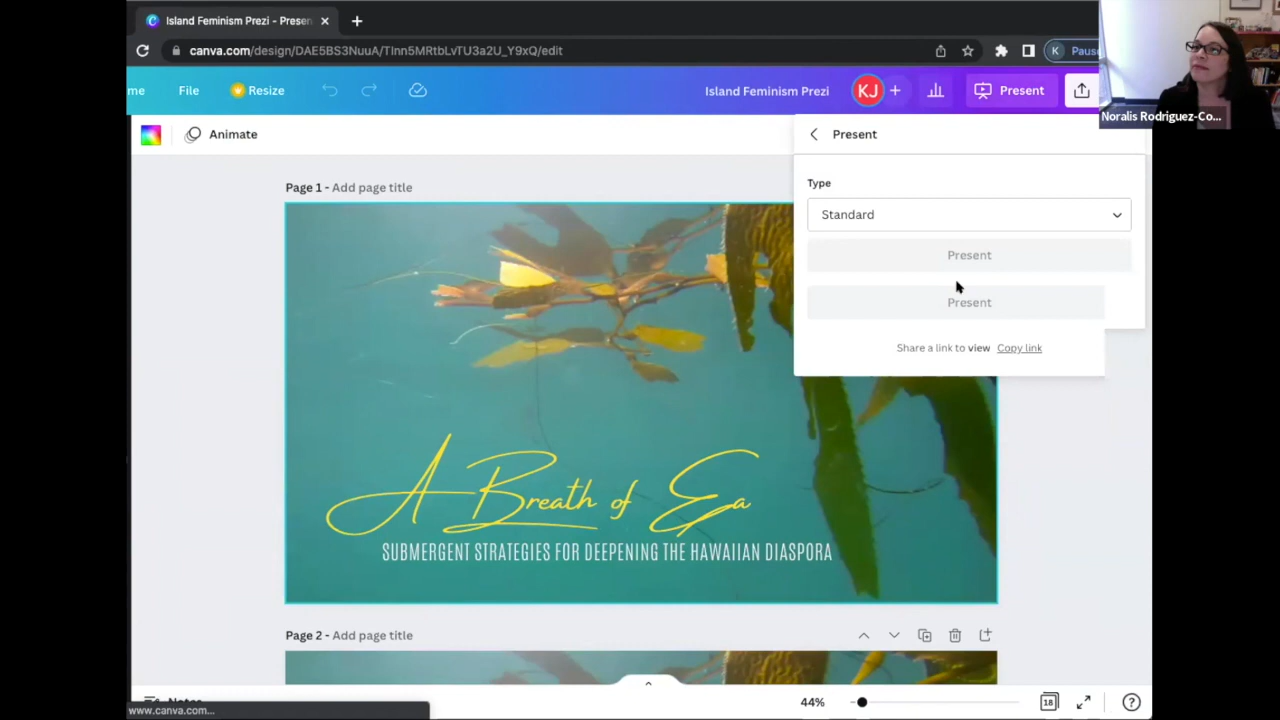 Island Feminism Prezi - Presen
canva.com/design/DAE5BS3NuuA/TInn5MRtbLvTU3a2U_Y9xQ/edit
K Paus
me File Resize Island Feminism Prezi KJ + Present
Noralis Rodriguez-Co...
Animate
Present
Page 1 - Add page title
Type
Standard
Present
Present
Share a link to view Copy link
A Breath of Ea
SUBMERGENT STRATEGIES FOR DEEPENING THE HAWAIIAN DIASPORA
Page 2 - Add page title
Notes 44% 18 ?
www.canva.com...